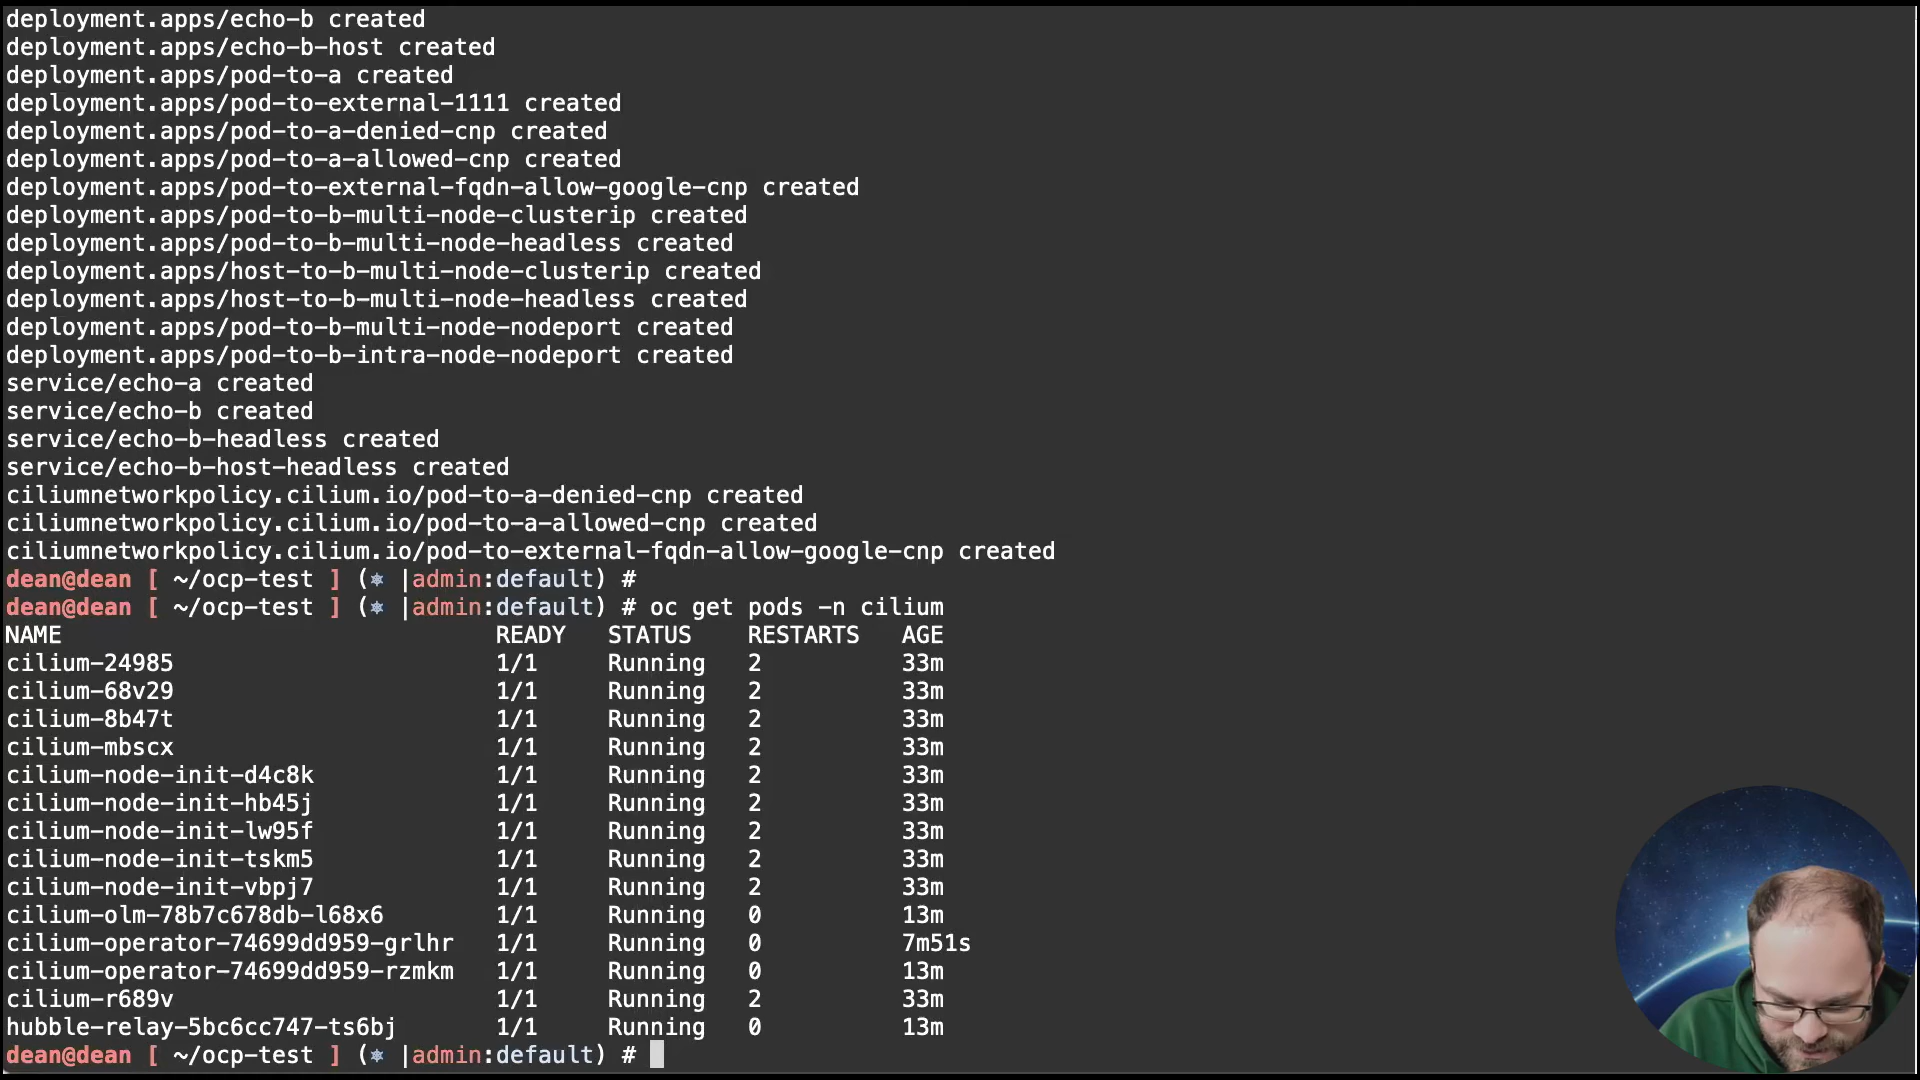 deployment.apps/echo-b created
deployment.apps/echo-b-host created
deployment.apps/pod-to-a created
deployment.apps/pod-to-external-1111 created
deployment.apps/pod-to-a-denied-cnp created
deployment.apps/pod-to-a-allowed-cnp created
deployment.apps/pod-to-external-fqdn-allow-google-cnp created
deployment.apps/pod-to-b-multi-node-clusterip created
deployment.apps/pod-to-b-multi-node-headless created
deployment.apps/host-to-b-multi-node-clusterip created
deployment.apps/host-to-b-multi-node-headless created
deployment.apps/pod-to-b-multi-node-nodeport created
deployment.apps/pod-to-b-intra-node-nodeport created
service/echo-a created
service/echo-b created
service/echo-b-headless created
service/echo-b-host-headless created
ciliumnetworkpolicy.cilium.io/pod-to-a-denied-cnp created
ciliumnetworkpolicy.cilium.io/pod-to-a-allowed-cnp created
ciliumnetworkpolicy.cilium.io/pod-to-external-fqdn-allow-google-cnp created
dean@dean [ ~/ocp-test ] (⎈ |admin:default) #
dean@dean [ ~/ocp-test ] (⎈ |admin:default) # oc get pods -n cilium
NAME READY STATUS RESTARTS AGE
cilium-24985 1/1 Running 2 33m
cilium-68v29 1/1 Running 2 33m
cilium-8b47t 1/1 Running 2 33m
cilium-mbscx 1/1 Running 2 33m
cilium-node-init-d4c8k 1/1 Running 2 33m
cilium-node-init-hb45j 1/1 Running 2 33m
cilium-node-init-lw95f 1/1 Running 2 33m
cilium-node-init-tskm5 1/1 Running 2 33m
cilium-node-init-vbpj7 1/1 Running 2 33m
cilium-olm-78b7c678db-l68x6 1/1 Running 0 13m
cilium-operator-74699dd959-grlhr 1/1 Running 0 7m51s
cilium-operator-74699dd959-rzmkm 1/1 Running 0 13m
cilium-r689v 1/1 Running 2 33m
hubble-relay-5bc6cc747-ts6bj 1/1 Running 0 13m
dean@dean [ ~/ocp-test ] (⎈ |admin:default) #